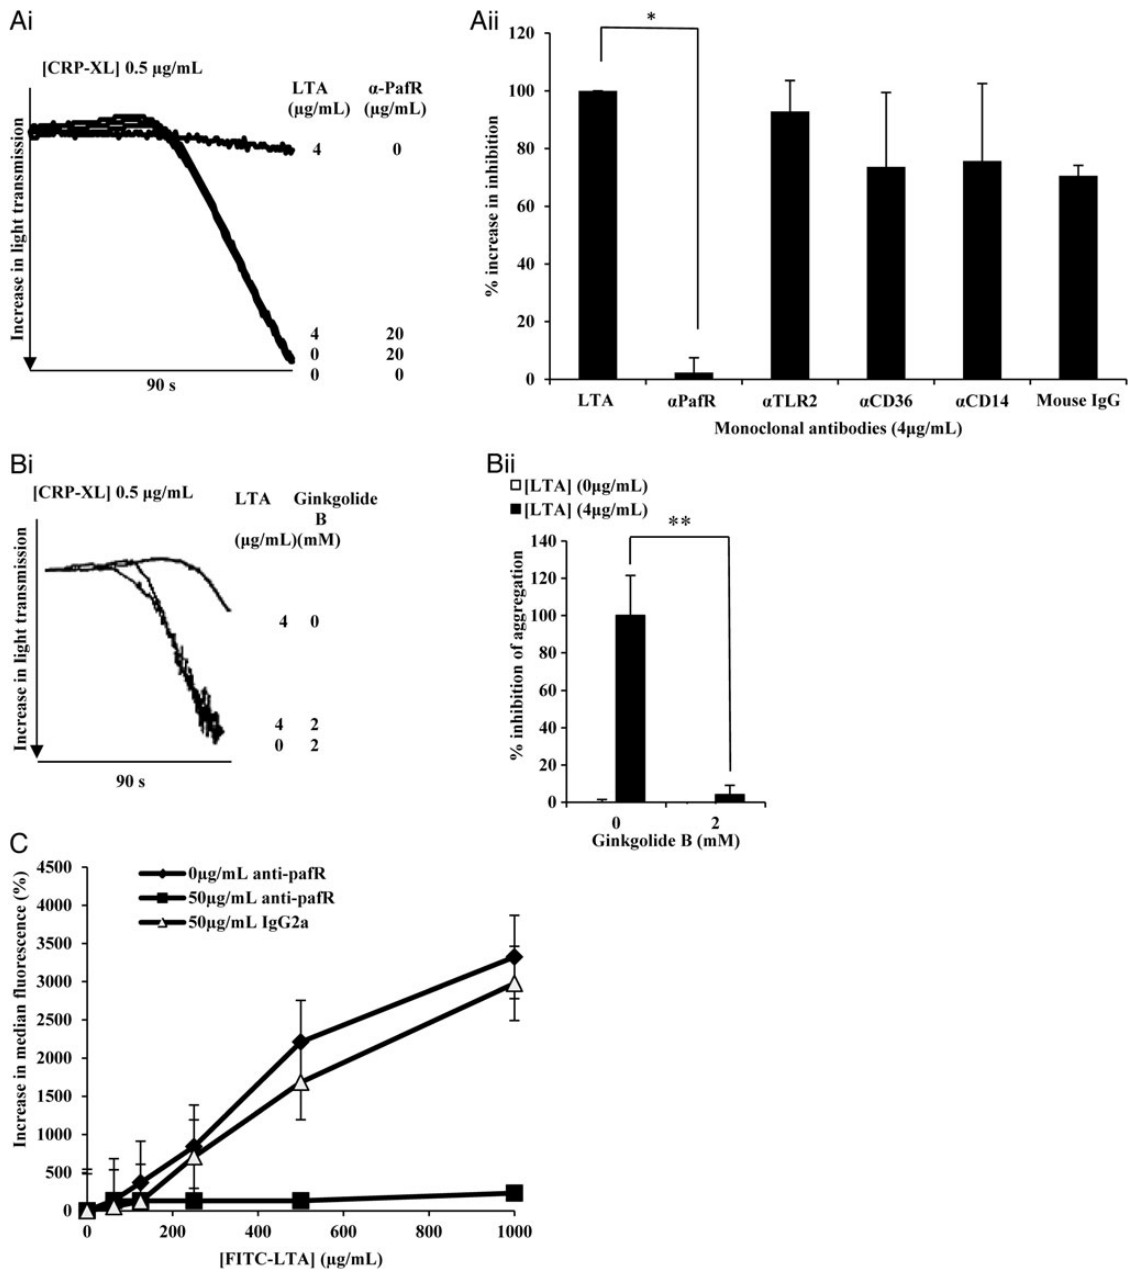 Ai
[CRP-XL] 0.5 μg/mL
LTA α-PafR
(μg/mL) (μg/mL)
4 0
4 20
0 20
0 0
Increase in light transmission
90 s
Aii
*
% increase in inhibition
120
100
80
60
40
20
0
LTA αPafR αTLR2 αCD36 αCD14 Mouse IgG
Monoclonal antibodies (4μg/mL)
Bi
[CRP-XL] 0.5 μg/mL
LTA Ginkgolide
B
(μg/mL)(mM)
4 0
4 2
0 2
Increase in light transmission
90 s
Bii
[LTA] (0μg/mL)
[LTA] (4μg/mL)
**
% inhibition of aggregation
140
120
100
80
60
40
20
0
0 2
Ginkgolide B (mM)
C
0μg/mL anti-pafR
50μg/mL anti-pafR
50μg/mL IgG2a
Increase in median fluorescence (%)
4500
4000
3500
3000
2500
2000
1500
1000
500
0
0 200 400 600 800 1000
[FITC-LTA] (μg/mL)